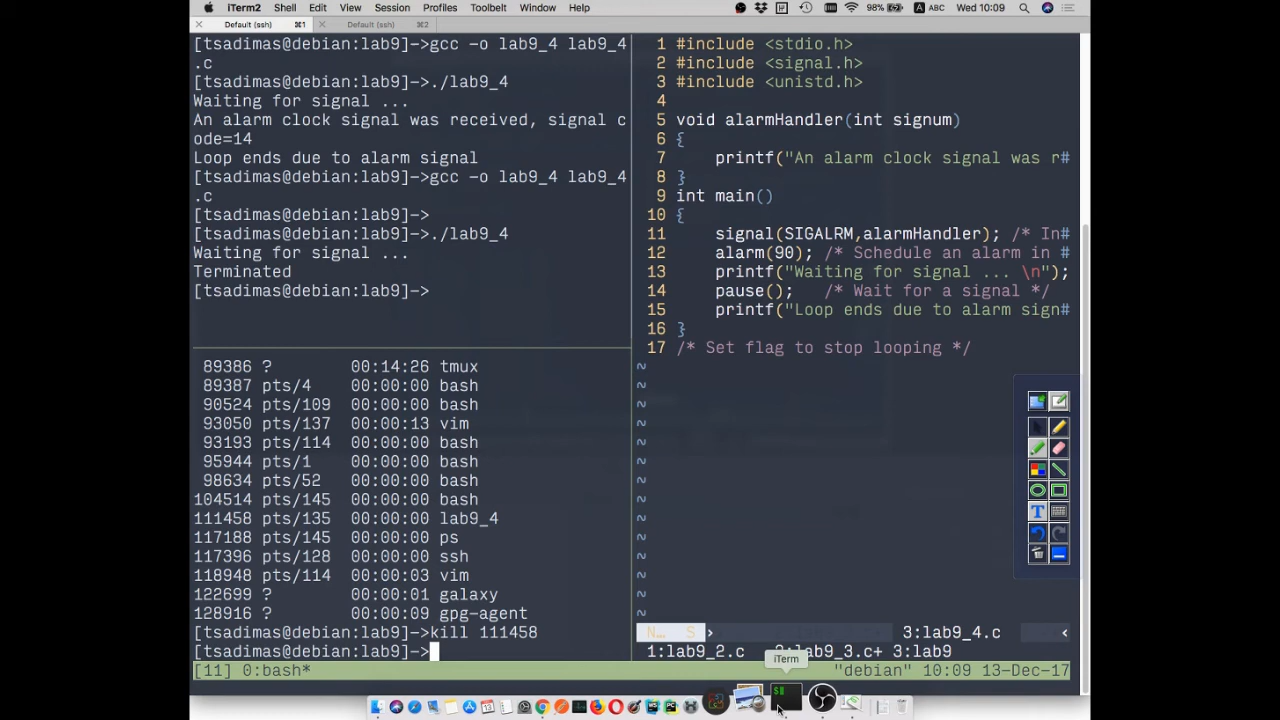 iTerm2 Shell Edit View Session Profiles Toolbelt Window Help 98% ABC Wed 10:09
Default (ssh) ⌘1 Default (ssh) ⌘2
[tsadimas@debian:lab9]->gcc -o lab9_4 lab9_4
.c
[tsadimas@debian:lab9]->./lab9_4
Waiting for signal ...
An alarm clock signal was received, signal c
ode=14
Loop ends due to alarm signal
[tsadimas@debian:lab9]->gcc -o lab9_4 lab9_4
.c
[tsadimas@debian:lab9]->
[tsadimas@debian:lab9]->./lab9_4
Waiting for signal ...
Terminated
[tsadimas@debian:lab9]->
89386 ? 00:14:26 tmux
89387 pts/4 00:00:00 bash
90524 pts/109 00:00:00 bash
93050 pts/137 00:00:13 vim
93193 pts/114 00:00:00 bash
95944 pts/1 00:00:00 bash
98634 pts/52 00:00:00 bash
104514 pts/145 00:00:00 bash
111458 pts/135 00:00:00 lab9_4
117188 pts/145 00:00:00 ps
117396 pts/128 00:00:00 ssh
118948 pts/114 00:00:03 vim
122699 ? 00:00:01 galaxy
128916 ? 00:00:09 gpg-agent
[tsadimas@debian:lab9]->kill 111458
[tsadimas@debian:lab9]->
1 #include <stdio.h>
2 #include <signal.h>
3 #include <unistd.h>
4
5 void alarmHandler(int signum)
6 {
7 printf("An alarm clock signal was r#
8 }
9 int main()
10 {
11 signal(SIGALRM,alarmHandler); /* In#
12 alarm(90); /* Schedule an alarm in #
13 printf("Waiting for signal ... \n");
14 pause(); /* Wait for a signal */
15 printf("Loop ends due to alarm sign#
16 }
17 /* Set flag to stop looping */
~
~
~
~
~
~
~
~
~
~
~
~
~
~
N… S › 3:lab9_4.c ‹
1:lab9_2.c 2:lab9_3.c+ 3:lab9
iTerm
[11] 0:bash* "debian" 10:09 13-Dec-17